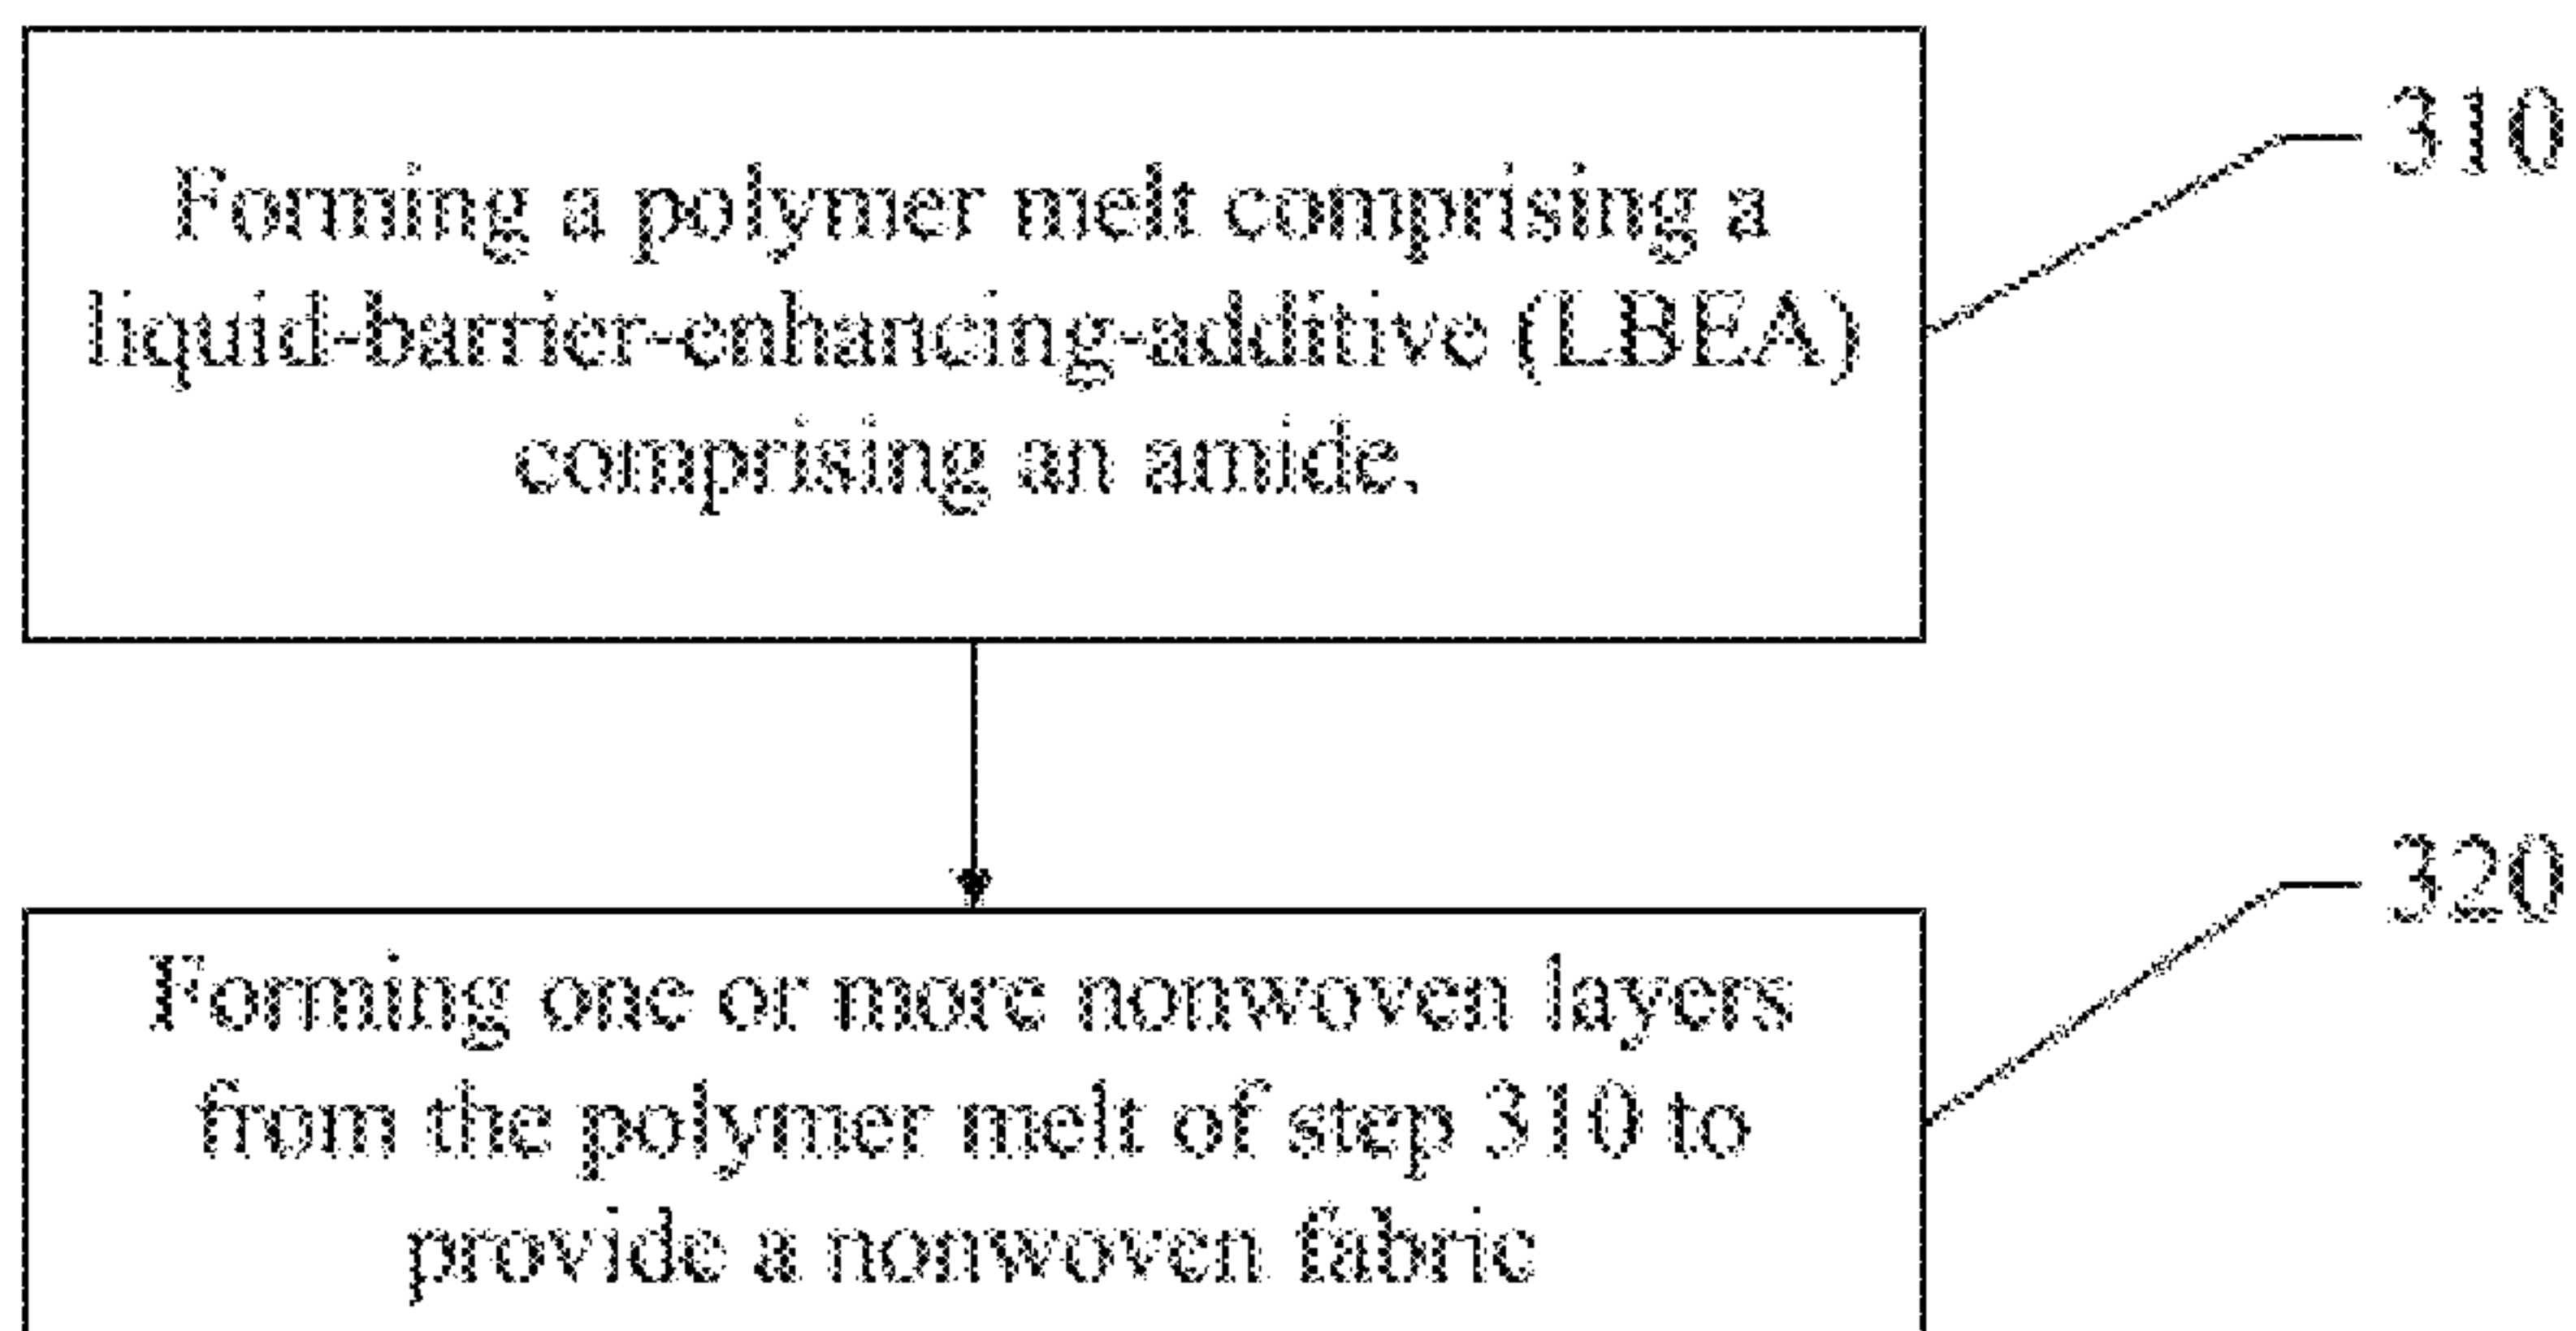 Forming a polymer melt comprising a
liquid-barrier-enhancing-additive (LBEA)
comprising an amide.
310
Forming one or more nonwoven layers
from the polymer melt of step 310 to
provide a nonwoven fabric
320